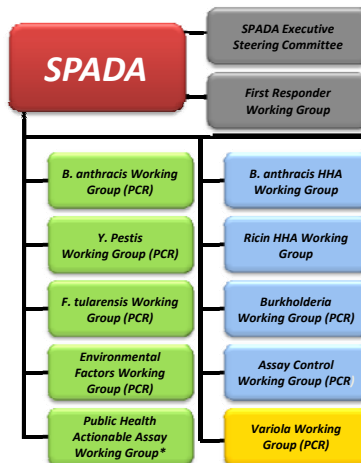 SPADA
SPADA Executive
Steering Committee
First Responder
Working Group
B. anthracis Working
Group (PCR)
B. anthracis HHA
Working Group
Y. Pestis
Working Group (PCR)
Ricin HHA Working
Group
F. tularensis Working
Group (PCR)
Burkholderia
Working Group (PCR)
Environmental
Factors Working
Group (PCR)
Assay Control
Working Group (PCR)
Public Health
Actionable Assay
Working Group*
Variola Working
Group (PCR)